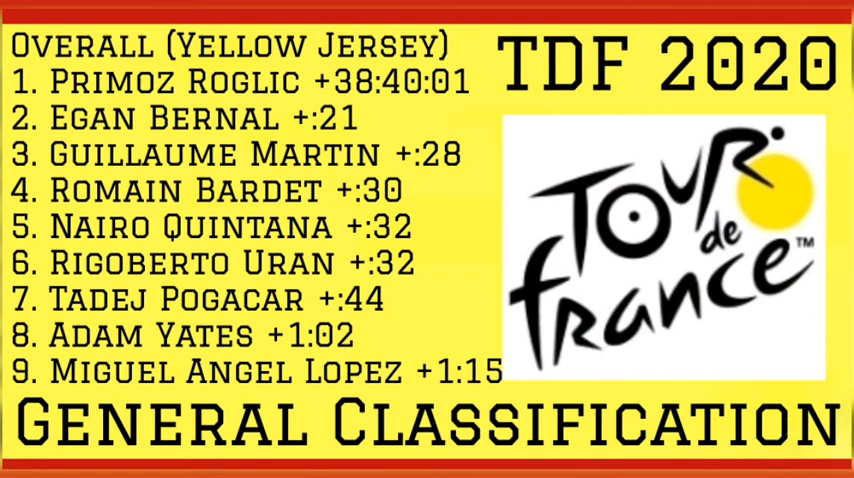 Overall (Yellow Jersey)
1. Primoz Roglic +38:40:01
2. Egan Bernal +:21
3. Guillaume Martin +:28
4. Romain Bardet +:30
5. Nairo Quintana +:32
6. Rigoberto Uran +:32
7. Tadej Pogacar +:44
8. Adam Yates +1:02
9. Miguel Angel Lopez +1:15
TDF 2020
TOUR
de
france™
General Classification